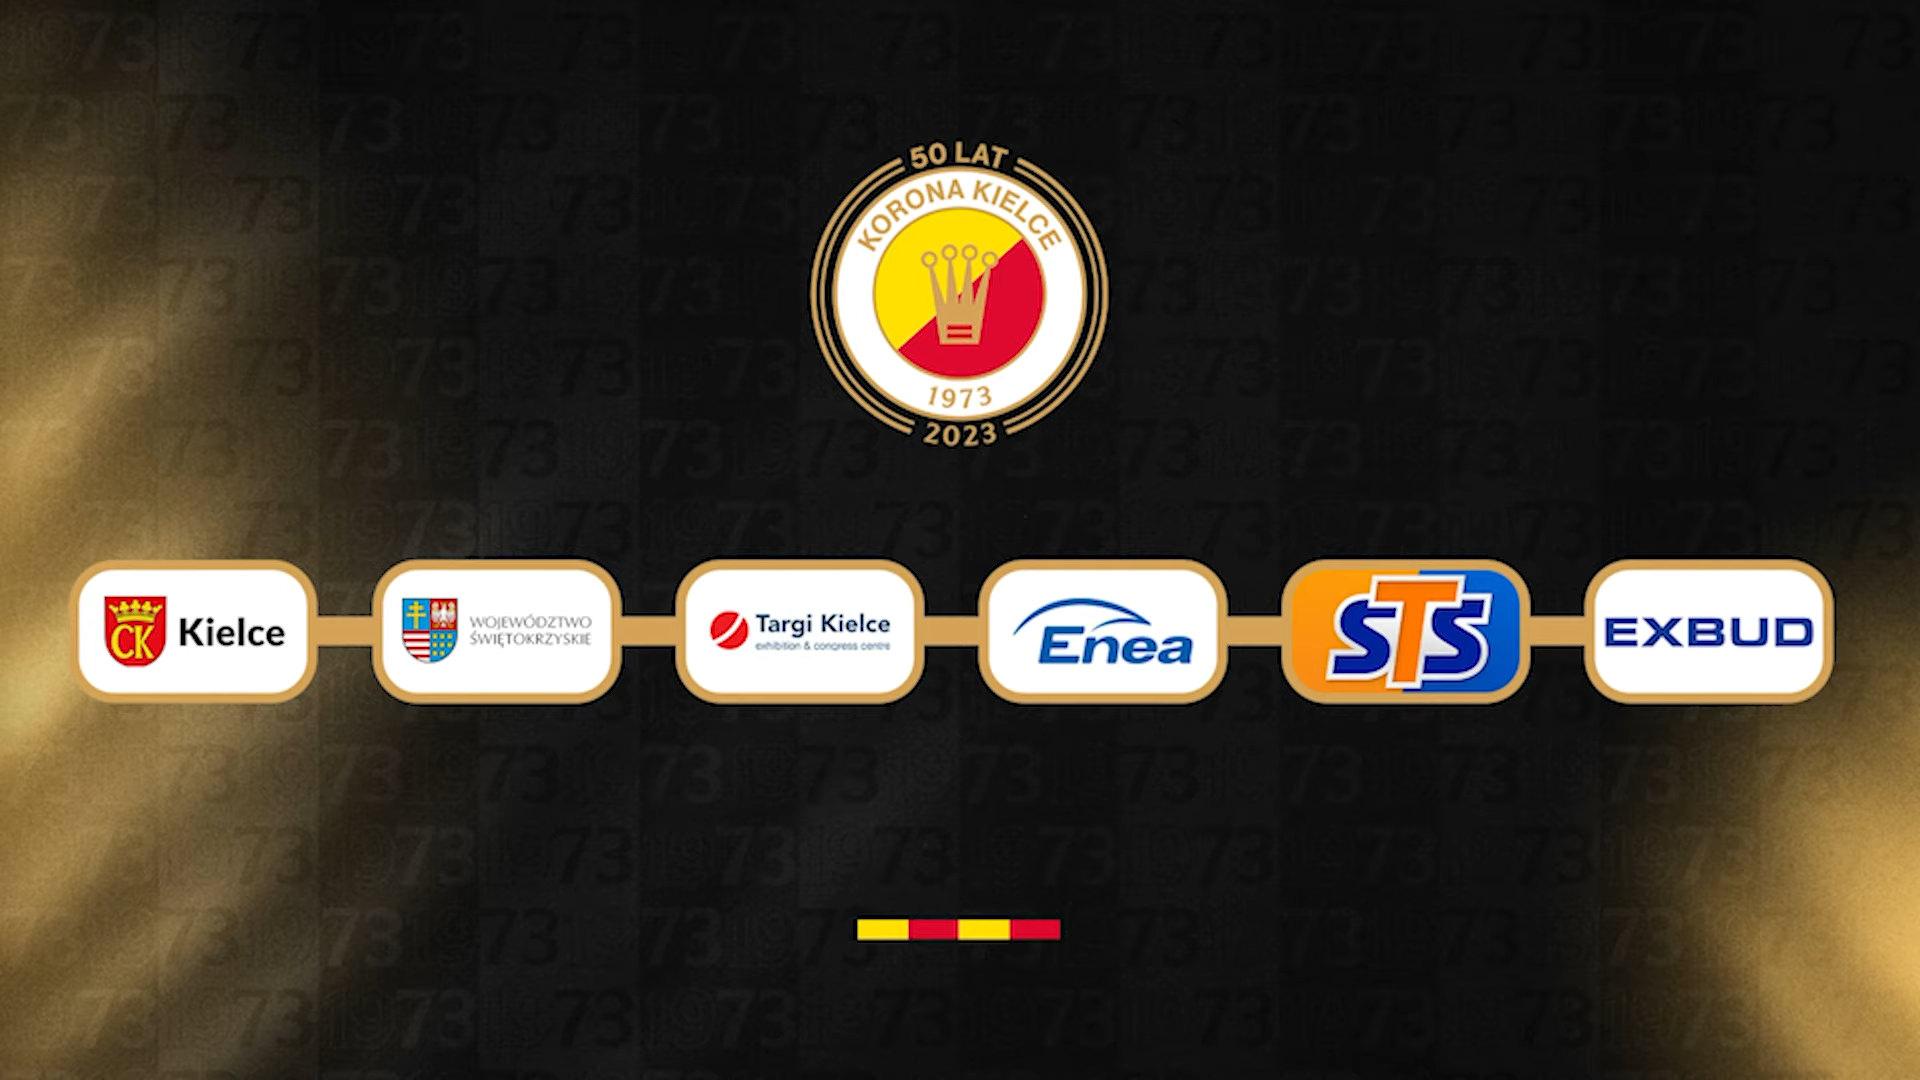 50 LAT
KORONA KIELCE
1973
2023
CK Kielce
WOJEWÓDZTWO
ŚWIĘTOKRZYSKIE
Targi Kielce
exhibition & congress centre
Enea
STS
EXBUD